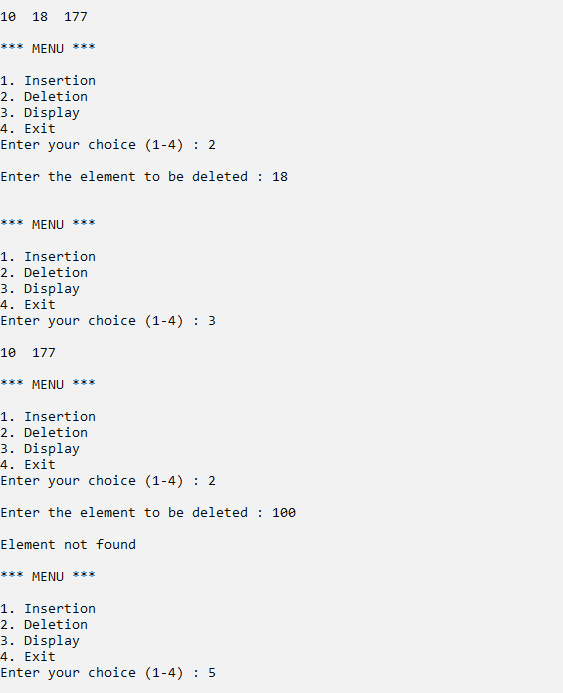 10  18  177
*** MENU ***
1. Insertion
2. Deletion
3. Display
4. Exit
Enter your choice (1-4) : 2
Enter the element to be deleted : 18
*** MENU ***
1. Insertion
2. Deletion
3. Display
4. Exit
Enter your choice (1-4) : 3
10  177
*** MENU ***
1. Insertion
2. Deletion
3. Display
4. Exit
Enter your choice (1-4) : 2
Enter the element to be deleted : 100
Element not found
*** MENU ***
1. Insertion
2. Deletion
3. Display
4. Exit
Enter your choice (1-4) : 5